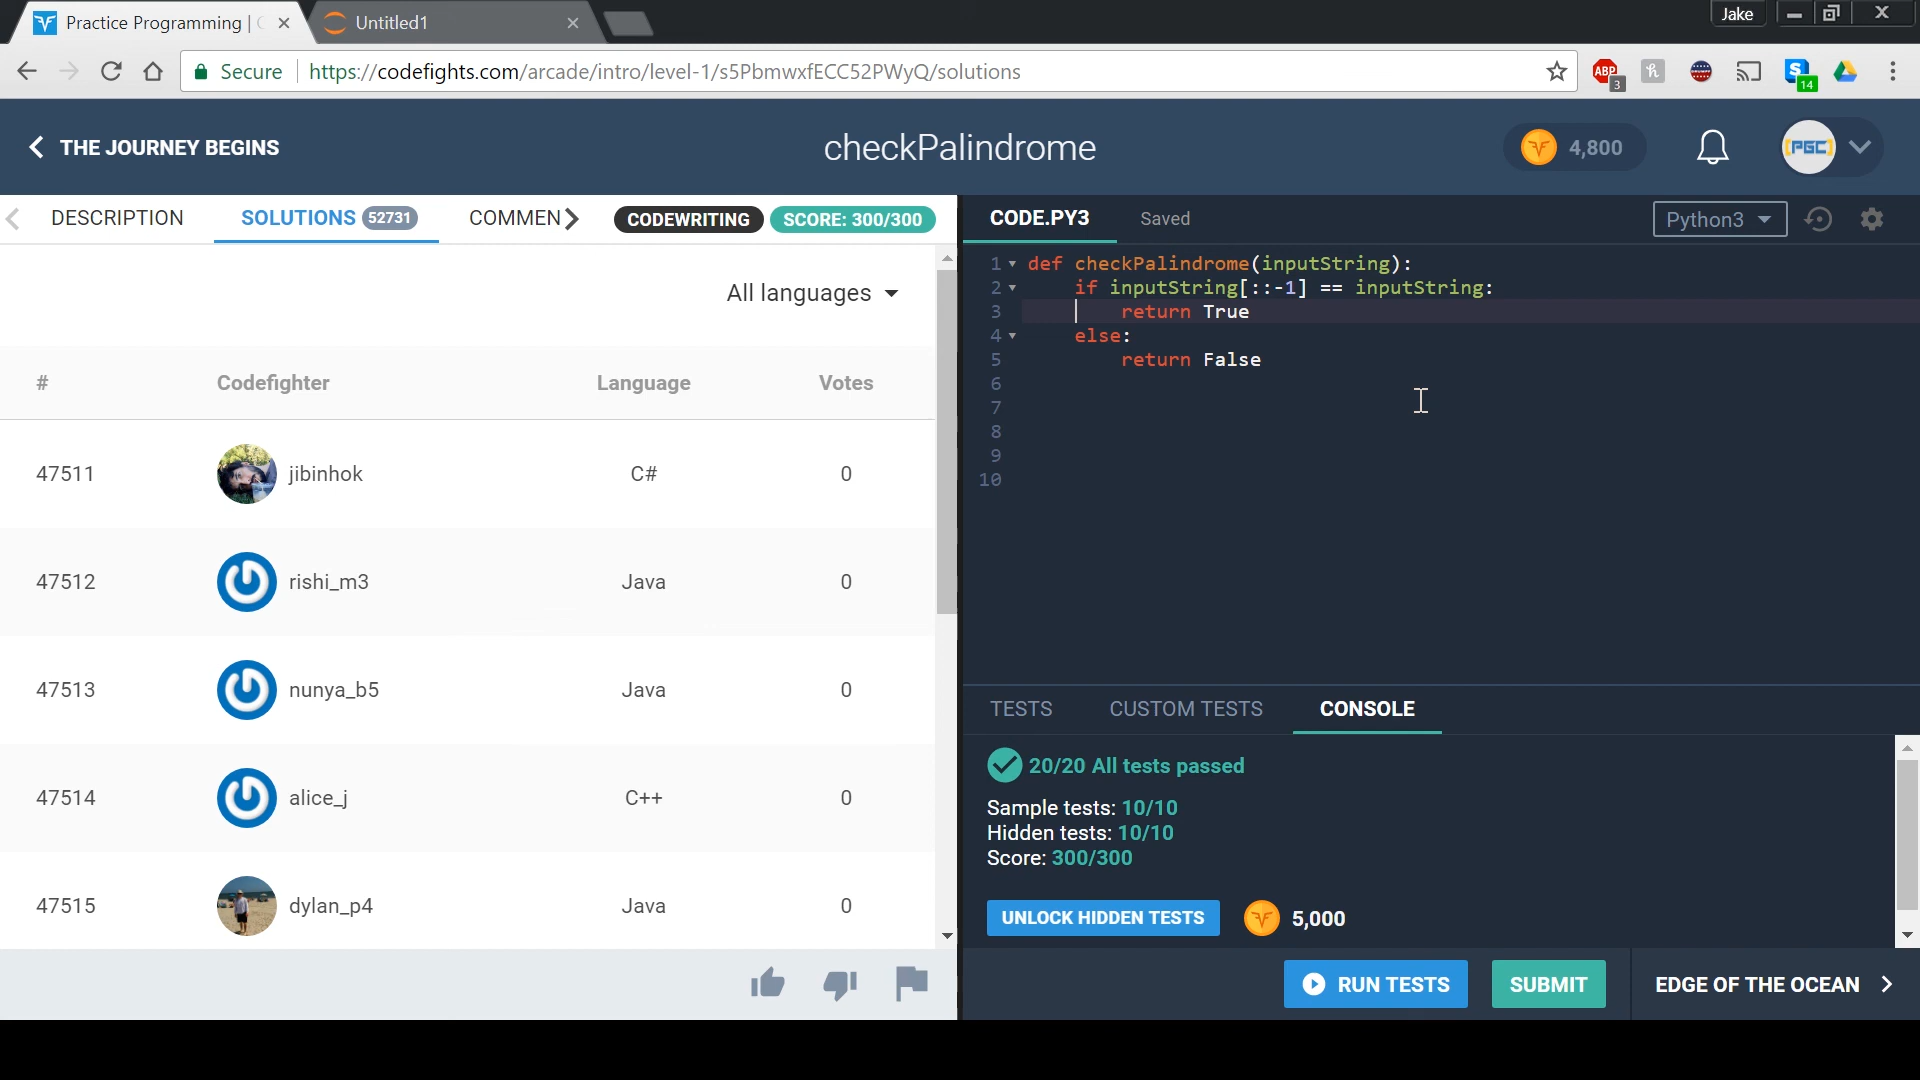 Practice Programming |
Untitled1
Jake
Secure
https://codefights.com/arcade/intro/level-1/s5PbmwxfECC52PWyQ/solutions
ABP
3
h
S
14
THE JOURNEY BEGINS
checkPalindrome
4,800
{PGC}
DESCRIPTION
SOLUTIONS 52731
COMMEN
CODEWRITING
SCORE: 300/300
All languages
# Codefighter Language Votes
47511 jibinhok C# 0
47512 rishi_m3 Java 0
47513 nunya_b5 Java 0
47514 alice_j C++ 0
47515 dylan_p4 Java 0
CODE.PY3 Saved Python3
1 def checkPalindrome(inputString):
2 if inputString[::-1] == inputString:
3 return True
4 else:
5 return False
6
7
8
9
10
TESTS CUSTOM TESTS CONSOLE
20/20 All tests passed
Sample tests: 10/10
Hidden tests: 10/10
Score: 300/300
UNLOCK HIDDEN TESTS 5,000
RUN TESTS SUBMIT EDGE OF THE OCEAN